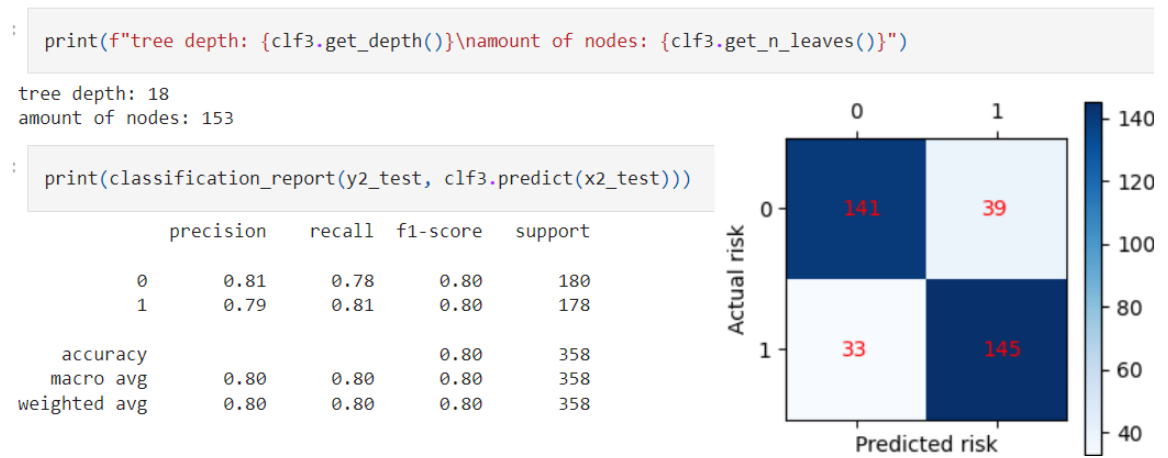 print(f"tree depth: {clf3.get_depth()}\namount of nodes: {clf3.get_n_leaves()}")
tree depth: 18
amount of nodes: 153
print(classification_report(y2_test, clf3.predict(x2_test)))
precision recall f1-score support
0 0.81 0.78 0.80 180
1 0.79 0.81 0.80 178
accuracy 0.80 358
macro avg 0.80 0.80 0.80 358
weighted avg 0.80 0.80 0.80 358
0 1
0 141 39
1 33 145
Actual risk
Predicted risk
140
120
100
80
60
40